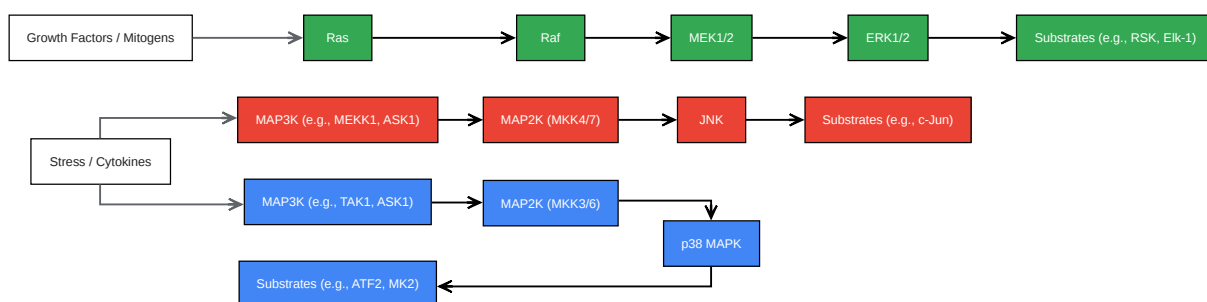 Growth Factors / Mitogens
Ras
Raf
MEK1/2
ERK1/2
Substrates (e.g., RSK, Elk-1)
Stress / Cytokines
MAP3K (e.g., MEKK1, ASK1)
MAP2K (MKK4/7)
JNK
Substrates (e.g., c-Jun)
MAP3K (e.g., TAK1, ASK1)
MAP2K (MKK3/6)
p38 MAPK
Substrates (e.g., ATF2, MK2)